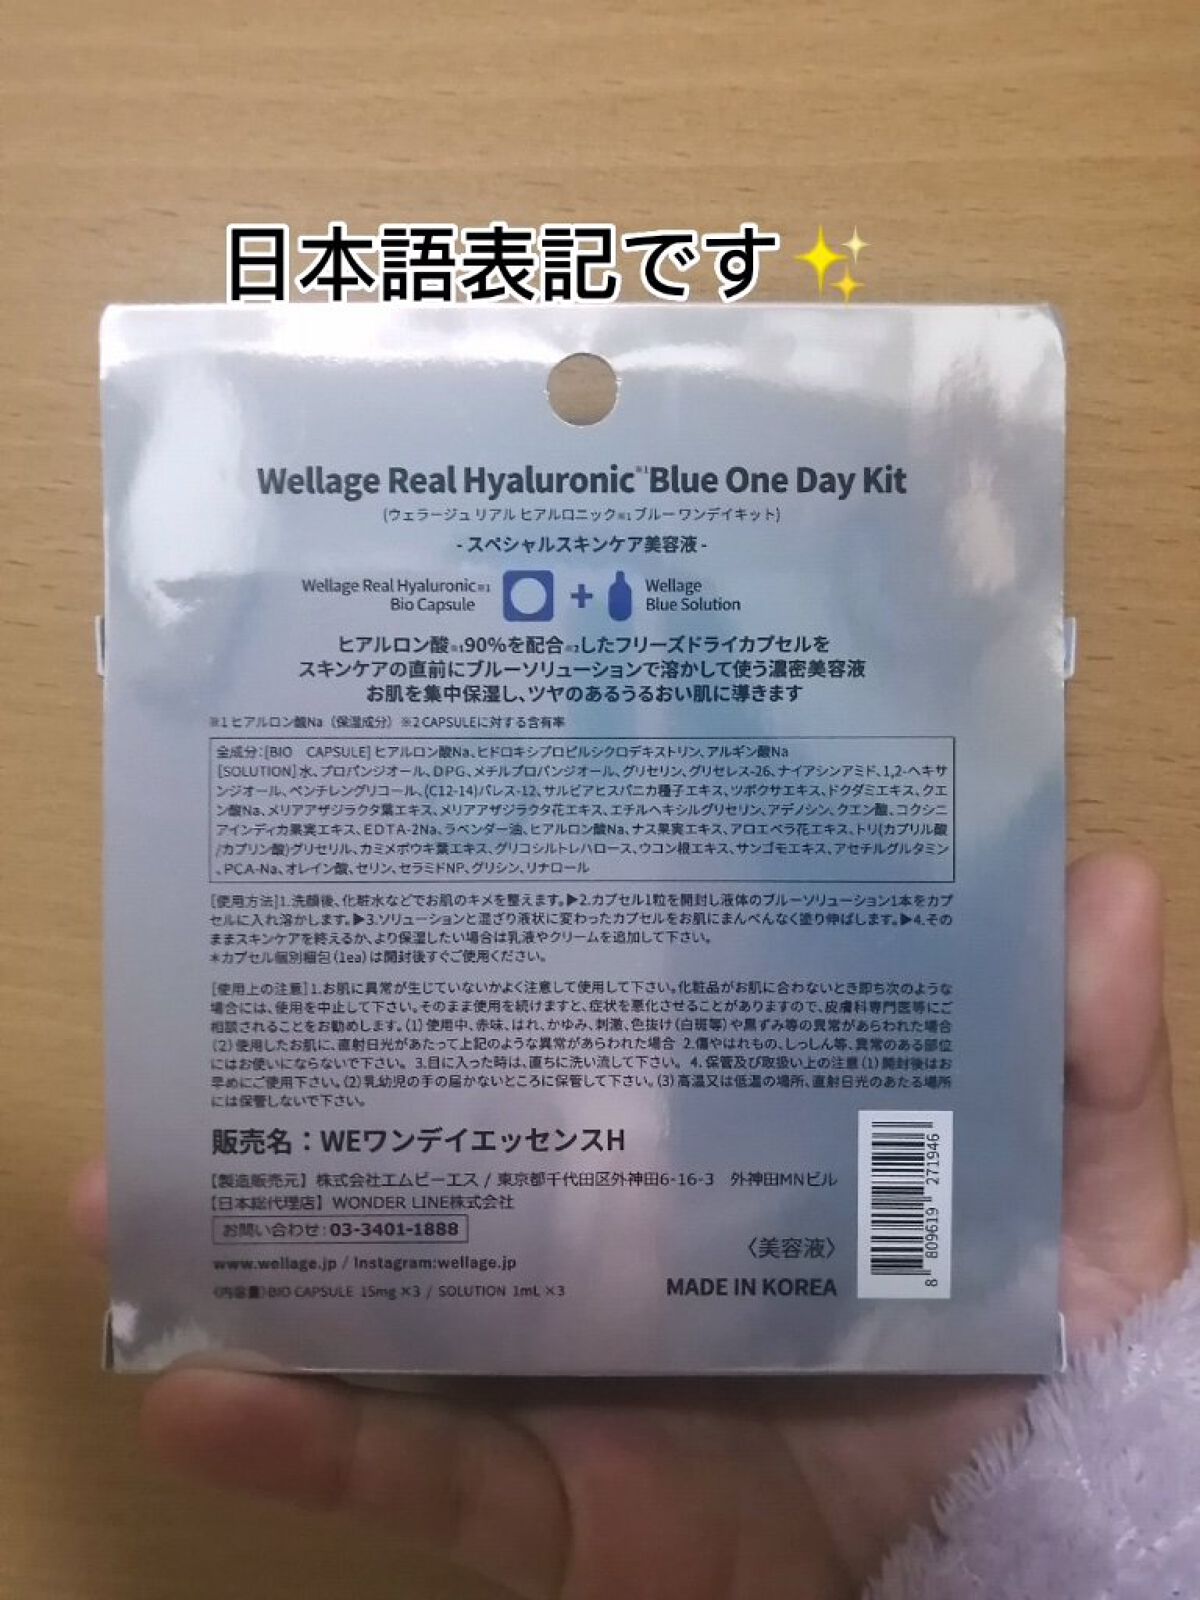 日本語表記です
Wellage Real Hyaluronic※1Blue One Day Kit
(ウェラージュ リアル ヒアルロニック※1 ブルー ワンデイキット)
- スペシャルスキンケア美容液 -
Wellage Real Hyaluronic※1
Bio Capsule
+
Wellage
Blue Solution
ヒアルロン酸※190%を配合※2したフリーズドライカプセルを
スキンケアの直前にブルーソリューションで溶かして使う濃密美容液
お肌を集中保湿し、ツヤのあるうるおい肌に導きます
※1 ヒアルロン酸Na（保湿成分）※2 CAPSULEに対する含有率
全成分：[BIO CAPSULE] ヒアルロン酸Na、ヒドロキシプロピルシクロデキストリン、アルギン酸Na
[SOLUTION] 水、プロパンジオール、DPG、メチルプロパンジオール、グリセリン、グリセレス-26、ナイアシンアミド、1,2-ヘキサ
ンジオール、ペンチレングリコール、(C12-14)パレス-12、サルビアヒスパニカ種子エキス、ツボクサエキス、ドクダミエキス、クエ
ン酸Na、メリアアザジラクタ葉エキス、メリアアザジラクタ花エキス、エチルヘキシルグリセリン、アデノシン、クエン酸、コクシニ
アインディカ果実エキス、EDTA-2Na、ラベンダー油、ヒアルロン酸Na、ナス果実エキス、アロエベラ花エキス、トリ(カプリル酸
/カプリン酸)グリセリル、カミメボウキ葉エキス、グリコシルトレハロース、ウコン根エキス、サンゴモエキス、アセチルグルタミン
、PCA-Na、オレイン酸、セリン、セラミドNP、グリシン、リナロール
[使用方法]1.洗顔後、化粧水などでお肌のキメを整えます。▶2.カプセル1粒を開封し液体のブルーソリューション1本をカプ
セルに入れ溶かします。▶3.ソリューションと混ざり液状に変わったカプセルをお肌にまんべんなく塗り伸ばします。▶4.その
ままスキンケアを終えるか、より保湿したい場合は乳液やクリームを追加して下さい。
＊カプセル個別梱包（1ea）は開封後すぐご使用ください。
[使用上の注意]1.お肌に異常が生じていないかよく注意して使用して下さい。化粧品がお肌に合わないとき即ち次のような
場合には、使用を中止して下さい。そのまま使用を続けますと、症状を悪化させることがありますので、皮膚科専門医等にご
相談されることをお勧めします。(1)使用中、赤味、はれ、かゆみ、刺激、色抜け(白斑等)や黒ずみ等の異常があらわれた場合
(2)使用したお肌に、直射日光があたって上記のような異常があらわれた場合 2.傷やはれもの、しっしん等、異常のある部位
にはお使いにならないで下さい。 3.目に入った時は、直ちに洗い流して下さい。 4.保管及び取扱い上の注意(1)開封後はお
早めにご使用下さい。(2)乳幼児の手の届かないところに保管して下さい。(3)高温又は低温の場所、直射日光のあたる場所
には保管しないで下さい。
販売名：WEワンデイエッセンスH
【製造販売元】株式会社エムビーエス / 東京都千代田区外神田6-16-3 外神田MNビル
【日本総代理店】WONDER LINE株式会社
お問い合わせ：03-3401-1888
www.wellage.jp / Instagram:wellage.jp
〈内容量〉BIO CAPSULE 15mg ×3 / SOLUTION 1mL ×3
〈美容液〉
MADE IN KOREA
8 809619 271946